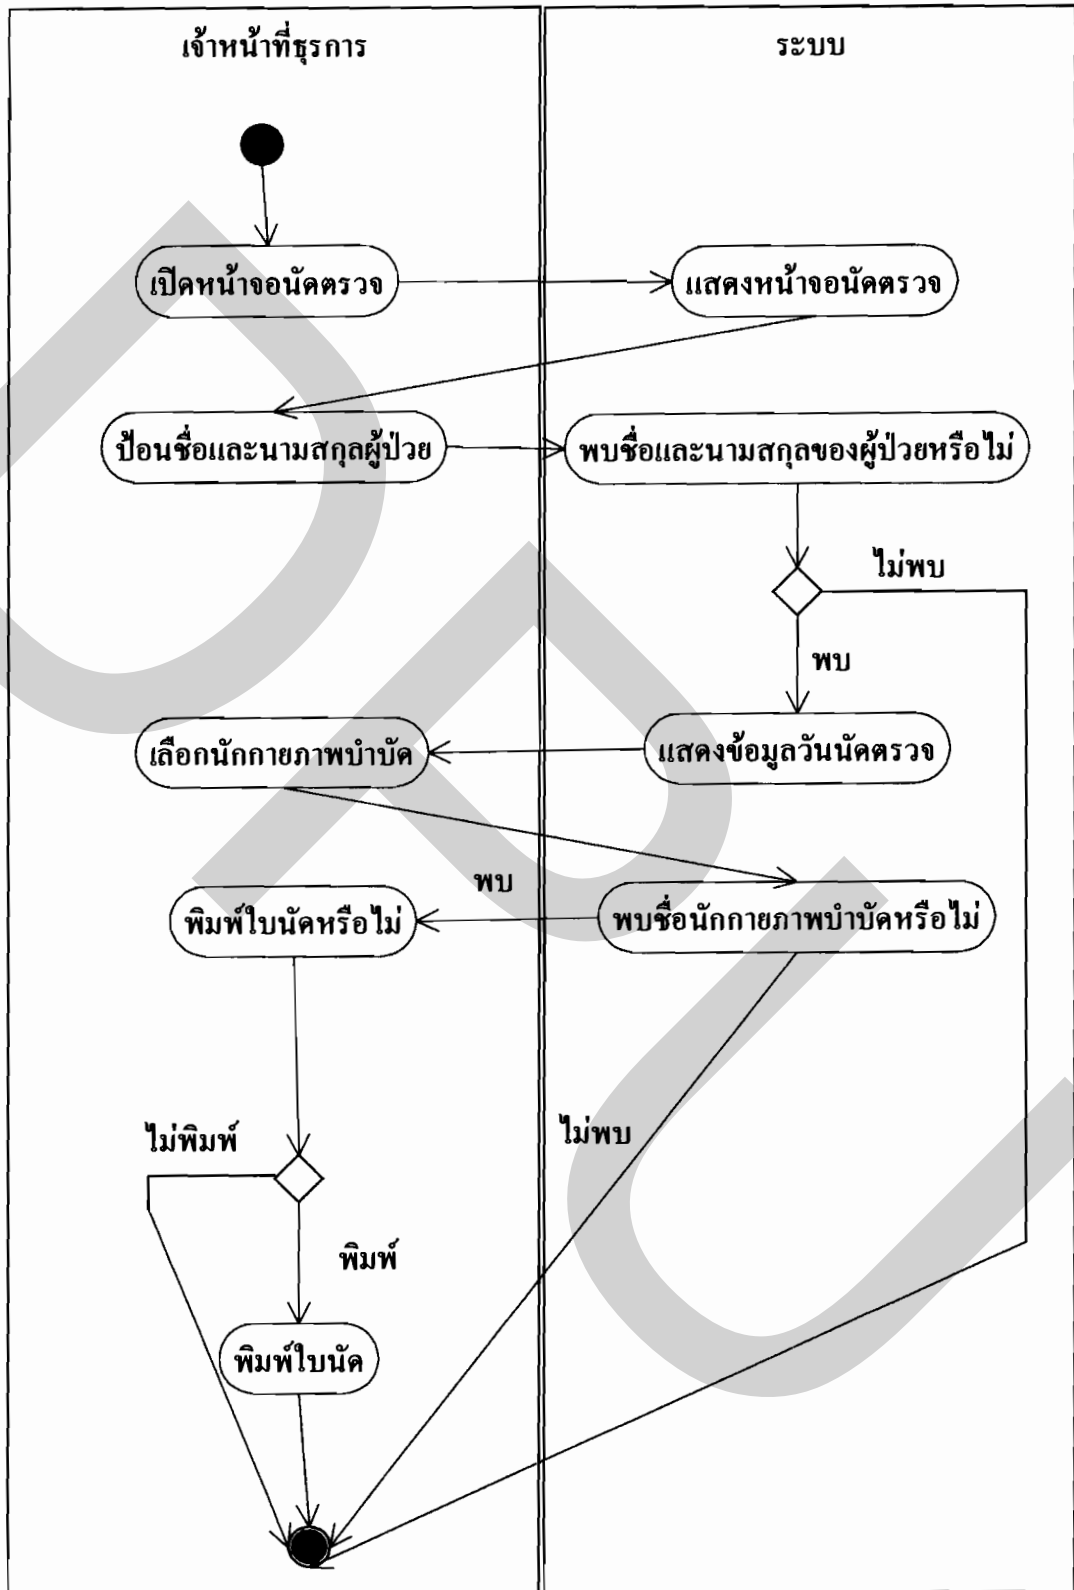 เจ้าหน้าที่ธุรการ
ระบบ
เปิดหน้าจอนัดตรวจ
แสดงหน้าจอนัดตรวจ
ป้อนชื่อและนามสกุลผู้ป่วย
พบชื่อและนามสกุลของผู้ป่วยหรือไม่
ไม่พบ
พบ
เลือกนักกายภาพบำบัด
แสดงข้อมูลวันนัดตรวจ
พบ
พิมพ์ใบนัดหรือไม่
พบชื่อนักกายภาพบำบัดหรือไม่
ไม่พิมพ์
ไม่พบ
พิมพ์
พิมพ์ใบนัด
DPU